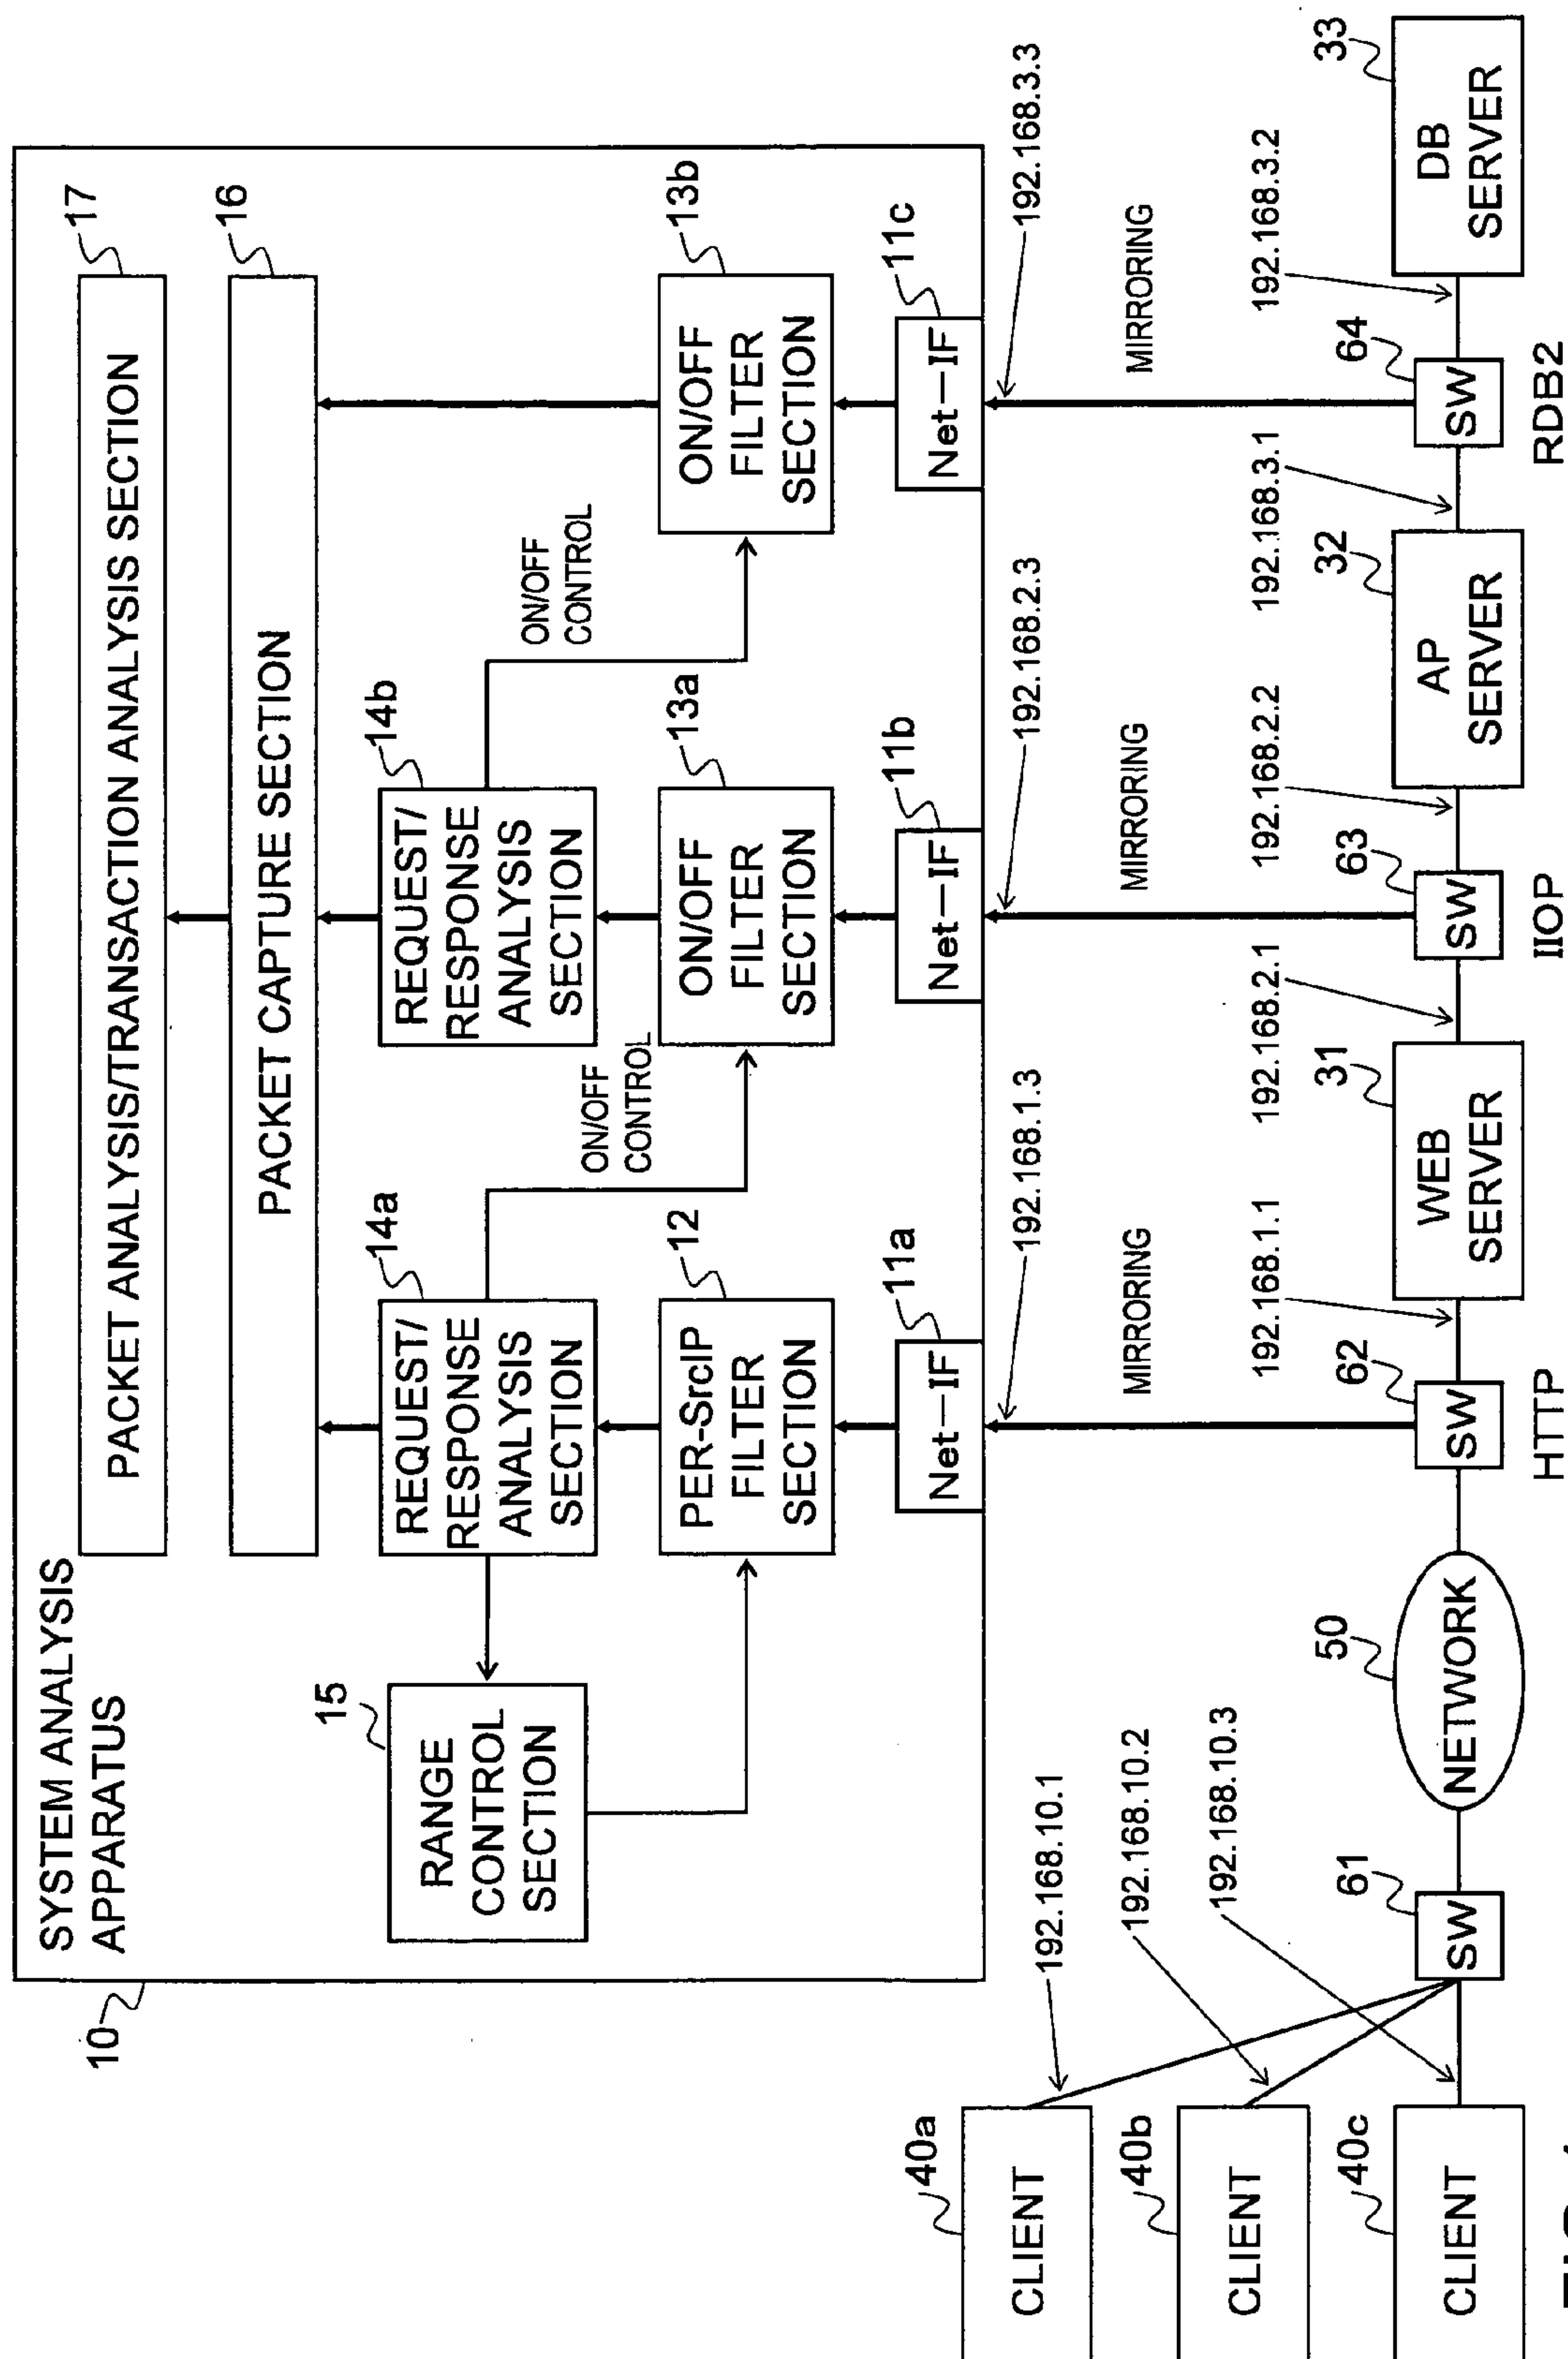 SYSTEM ANALYSIS
APPARATUS
10
PACKET ANALYSIS/TRANSACTION ANALYSIS SECTION
17
PACKET CAPTURE SECTION
16
15
RANGE
CONTROL
SECTION
REQUEST/
RESPONSE
ANALYSIS
SECTION
14a
REQUEST/
RESPONSE
ANALYSIS
SECTION
14b
ON/OFF
CONTROL
ON/OFF
CONTROL
PER-SrcIP
FILTER
SECTION
12
ON/OFF
FILTER
SECTION
13a
ON/OFF
FILTER
SECTION
13b
Net-IF
11a
Net-IF
11b
Net-IF
11c
192.168.1.3
192.168.2.3
192.168.3.3
MIRRORING
MIRRORING
MIRRORING
192.168.10.1
192.168.10.2
192.168.10.3
192.168.1.1
192.168.2.1
192.168.2.2
192.168.3.1
192.168.3.2
40a
CLIENT
40b
CLIENT
40c
CLIENT
61
SW
50
NETWORK
62
SW
31
WEB
SERVER
63
SW
32
AP
SERVER
64
SW
33
DB
SERVER
HTTP
IIOP
RDB2